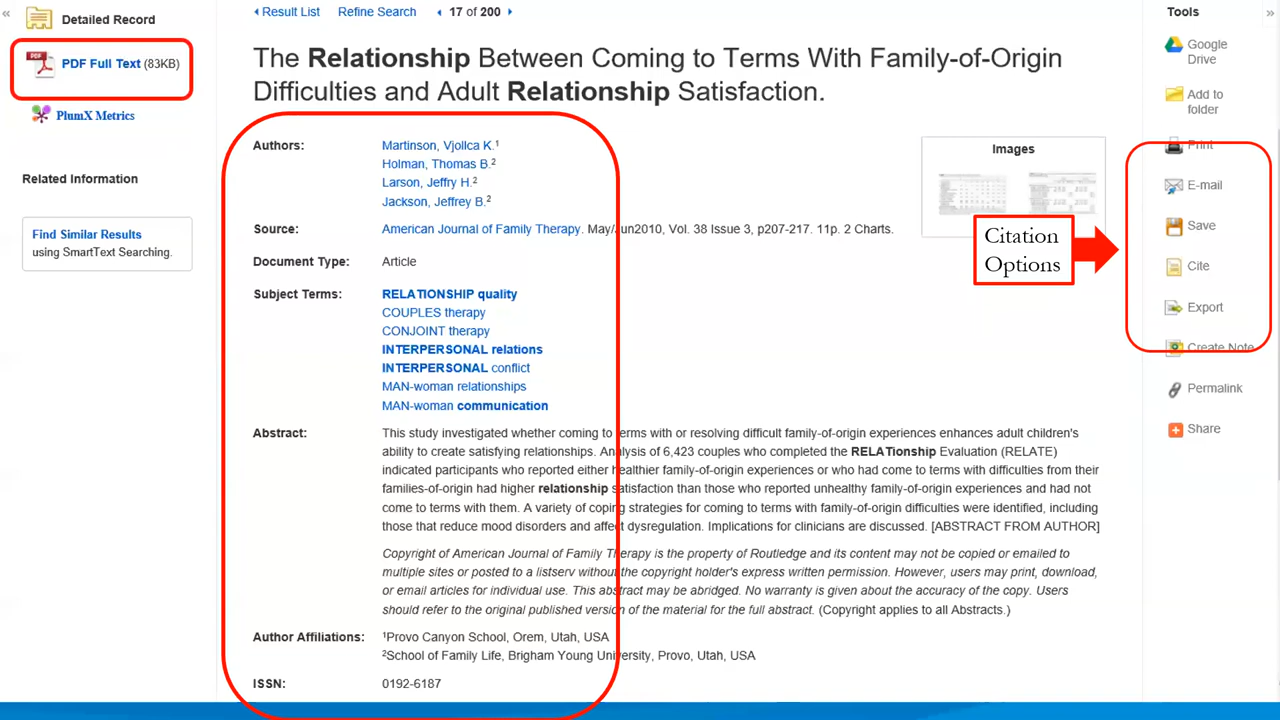 «
Detailed Record
PDF Full Text (83KB)
PlumX Metrics
Related Information
Find Similar Results
using SmartText Searching.
Result List Refine Search 17 of 200
The Relationship Between Coming to Terms With Family-of-Origin
Difficulties and Adult Relationship Satisfaction.
Authors: Martinson, Vjollca K.¹
Holman, Thomas B.²
Larson, Jeffry H.²
Jackson, Jeffrey B.²
Source: American Journal of Family Therapy. May/Jun2010, Vol. 38 Issue 3, p207-217. 11p. 2 Charts.
Document Type: Article
Subject Terms: RELATIONSHIP quality
COUPLES therapy
CONJOINT therapy
INTERPERSONAL relations
INTERPERSONAL conflict
MAN-woman relationships
MAN-woman communication
Abstract: This study investigated whether coming to terms with or resolving difficult family-of-origin experiences enhances adult children's
ability to create satisfying relationships. Analysis of 6,423 couples who completed the RELATionship Evaluation (RELATE)
indicated participants who reported either healthier family-of-origin experiences or who had come to terms with difficulties from their
families-of-origin had higher relationship satisfaction than those who reported unhealthy family-of-origin experiences and had not
come to terms with them. A variety of coping strategies for coming to terms with family-of-origin difficulties were identified, including
those that reduce mood disorders and affect dysregulation. Implications for clinicians are discussed. [ABSTRACT FROM AUTHOR]
Copyright of American Journal of Family Therapy is the property of Routledge and its content may not be copied or emailed to
multiple sites or posted to a listserv without the copyright holder's express written permission. However, users may print, download,
or email articles for individual use. This abstract may be abridged. No warranty is given about the accuracy of the copy. Users
should refer to the original published version of the material for the full abstract. (Copyright applies to all Abstracts.)
Author Affiliations: ¹Provo Canyon School, Orem, Utah, USA
²School of Family Life, Brigham Young University, Provo, Utah, USA
ISSN: 0192-6187
Images
Citation
Options
Tools »
Google
Drive
Add to
folder
Print
E-mail
Save
Cite
Export
Create Note
Permalink
Share